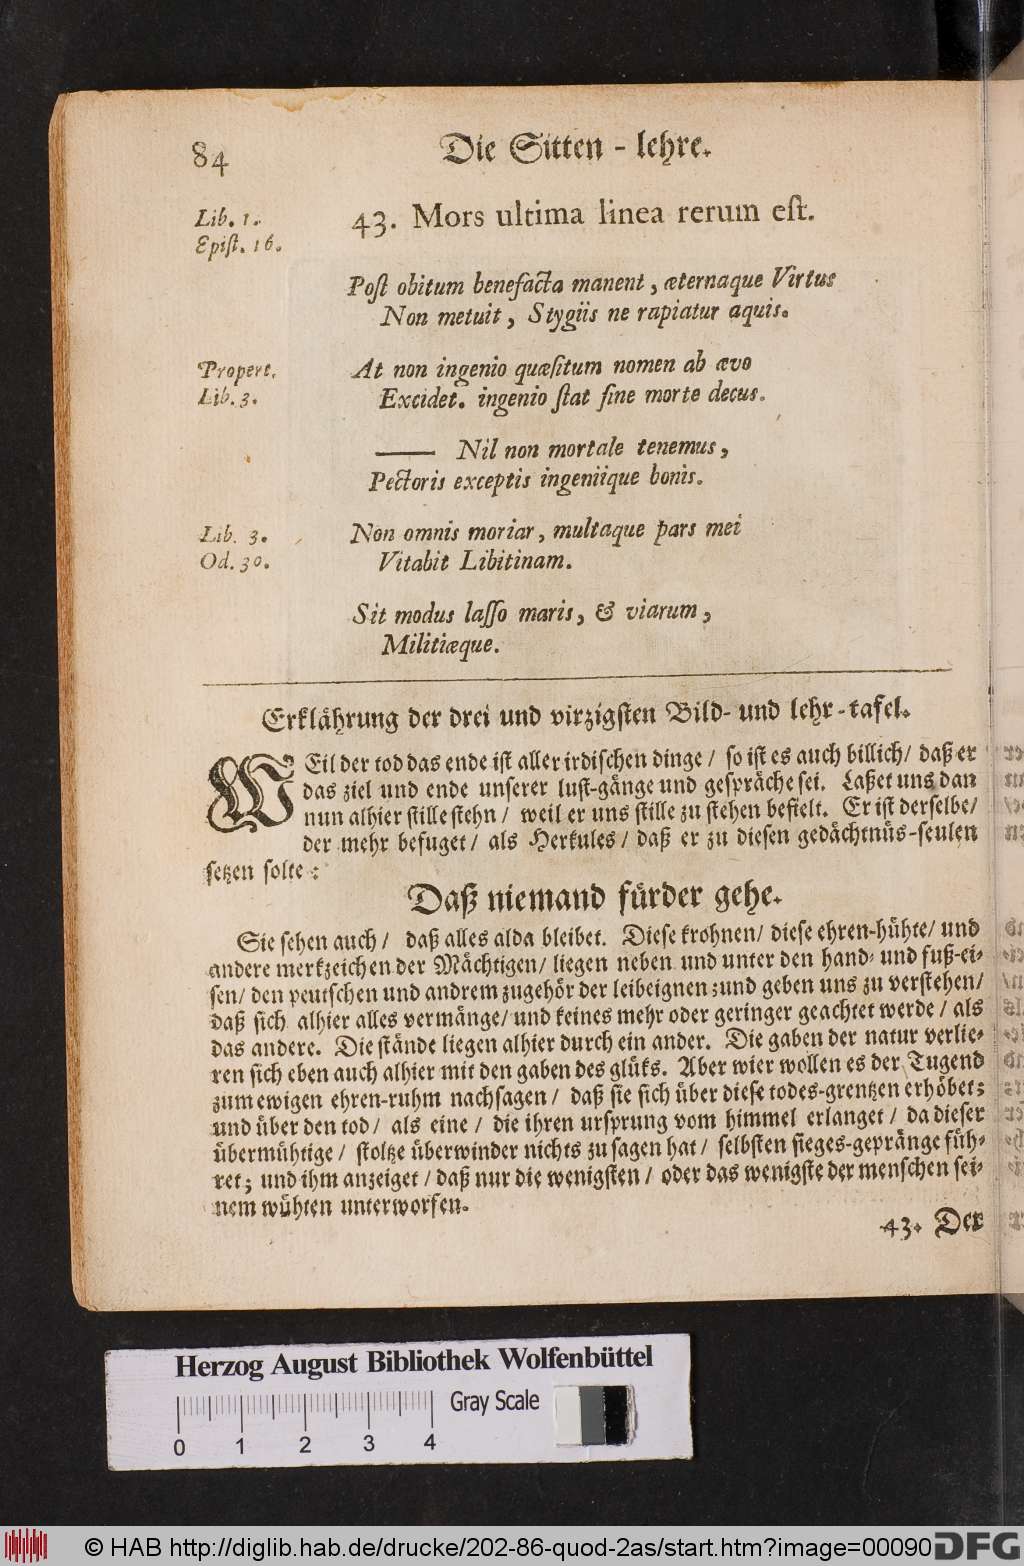 84
Die Sitten-lehre.
Lib. 1.
Epist. 16.
43. Mors ultima linea rerum est.
Post obitum benefacta manent, æternaque Virtus
Non metuit, Stygiis ne rapiatur aquis.
Propert.
Lib. 3.
At non ingenio quæsitum nomen ab ævo
Excidet. ingenio stat sine morte decus.
—— Nil non mortale tenemus,
Pectoris exceptis ingeniique bonis.
Lib. 3.
Od. 30.
Non omnis moriar, multaque pars mei
Vitabit Libitinam.
Sit modus lasso maris, & viarum,
Militiæque.
Erklährung der drei und virzigsten Bild- und lehr-tafel.
WEil der tod das ende ist aller irdischen dinge / so ist es auch billich / daß er
das ziel und ende unserer lust-gänge und gespräche sei. Laßet uns dan
nun alhier stille stehn / weil er uns stille zu stehen befielt. Er ist derselbe /
der mehr befuget / als Herkules / daß er zu diesen gedächtnüs-seulen
setzen solte:
Daß niemand fürder gehe.
Sie sehen auch / daß alles alda bleibet. Diese krohnen / diese ehren-hühte / und
andere merkzeichen der Mächtigen / liegen neben und unter den hand- und fuß-ei-
sen / den peutschen und andrem zugehör der leibeignen; und geben uns zu verstehen /
daß sich alhier alles vermänge / und keines mehr oder geringer geachtet werde / als
das andere. Die stände liegen alhier durch ein ander. Die gaben der natur verlie-
ren sich eben auch alhier mit den gaben des glüks. Aber wier wollen es der Tugend
zum ewigen ehren-ruhm nachsagen / daß sie sich über diese todes-grentzen erhöbet;
und über den tod / als eine / die ihren ursprung vom himmel erlanget / da dieser
übermühtige / stoltze überwinder nichts zu sagen hat / selbsten sieges-gepränge füh-
ret; und ihm anzeiget / daß nur die wenigsten / oder das wenigste der menschen sei-
nem wühten unterworfen.
43. Der
Herzog August Bibliothek Wolfenbüttel
Gray Scale
0 1 2 3 4
© HAB http://diglib.hab.de/drucke/202-86-quod-2as/start.htm?image=00090
DFG